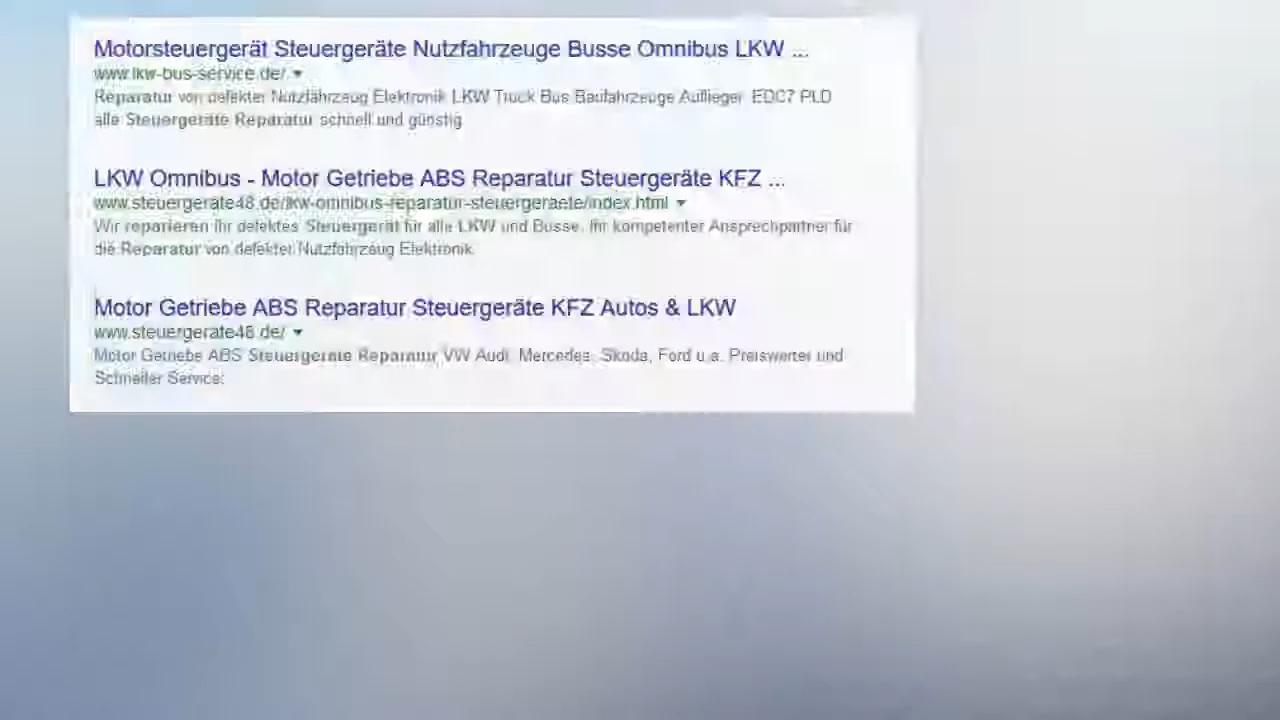 Motorsteuergerät Steuergeräte Nutzfahrzeuge Busse Omnibus LKW ...
www.lkw-bus-service.de/
Reparatur von defekter Nutzfahrzeug Elektronik LKW Truck Bus Baufahrzeuge Auflieger EDC7 PLD
alle Steuergeräte Reparatur schnell und günstig
LKW Omnibus - Motor Getriebe ABS Reparatur Steuergeräte KFZ ...
www.steuergerate48.de/lkw-omnibus-reparatur-steuergeraete/index.html
Wir reparieren Ihr defektes Steuergerät für alle LKW und Busse. Ihr kompetenter Ansprechpartner für
die Reparatur von defekter Nutzfahrzeug Elektronik.
Motor Getriebe ABS Reparatur Steuergeräte KFZ Autos & LKW
www.steuergerate48.de/
Motor Getriebe ABS Steuergeräte Reparatur VW Audi, Mercedes, Skoda, Ford u.a. Preiswerter und
Schneller Service.